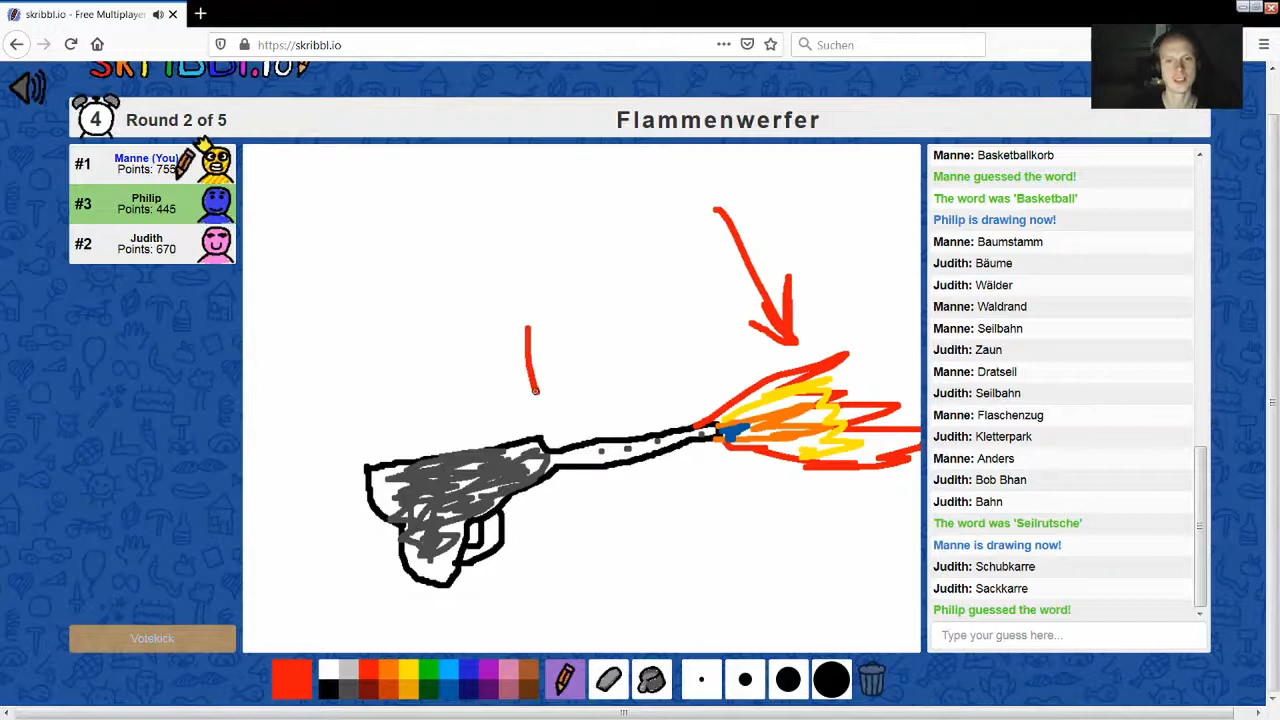 skribbl.io - Free Multiplayer
https://skribbl.io
Suchen
SKRIBBL.IO
4
Round 2 of 5
Flammenwerfer
#1
Manne (You)
Points: 755
#3
Philip
Points: 445
#2
Judith
Points: 670
Votekick
Manne: Basketballkorb
Manne guessed the word!
The word was 'Basketball'
Philip is drawing now!
Manne: Baumstamm
Judith: Bäume
Judith: Wälder
Manne: Waldrand
Manne: Seilbahn
Judith: Zaun
Manne: Dratseil
Judith: Seilbahn
Manne: Flaschenzug
Judith: Kletterpark
Manne: Anders
Judith: Bob Bhan
Judith: Bahn
The word was 'Seilrutsche'
Manne is drawing now!
Judith: Schubkarre
Judith: Sackkarre
Philip guessed the word!
Type your guess here...